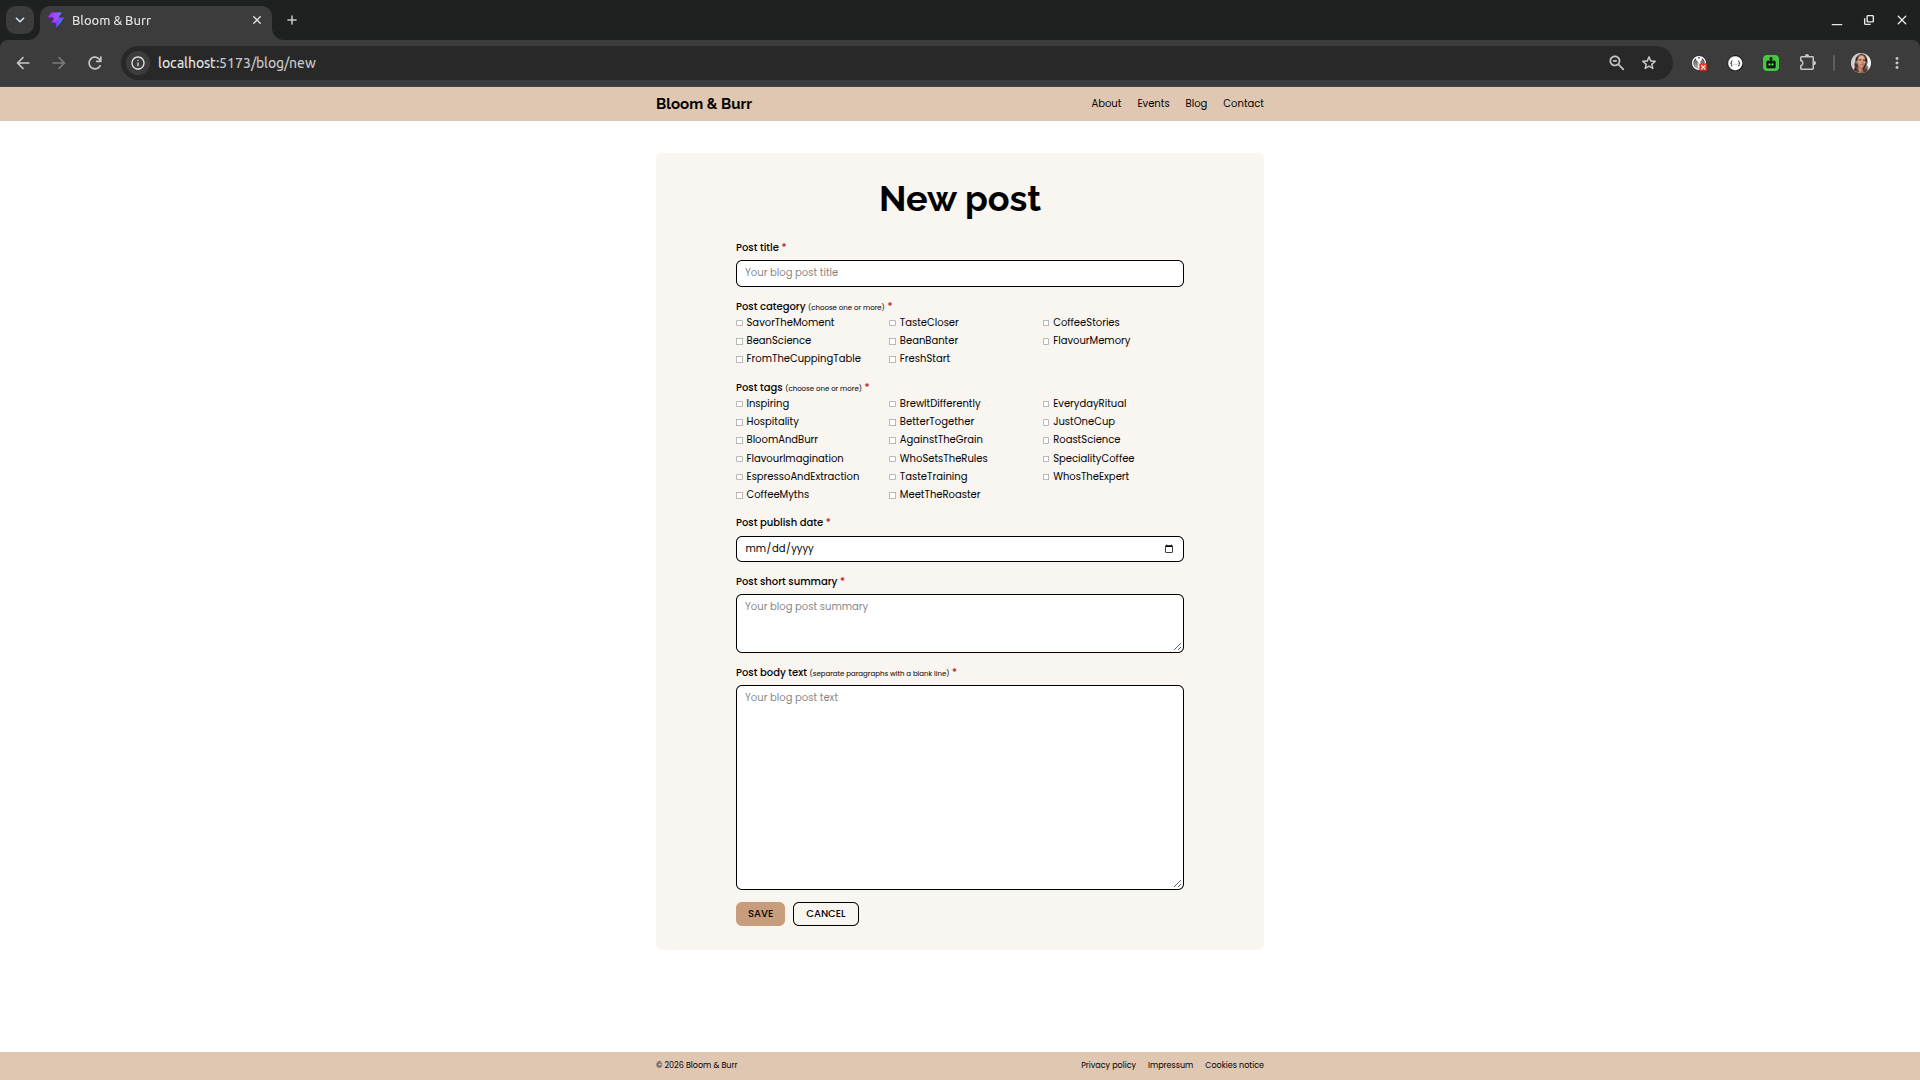 Bloom & Burr
localhost:5173/blog/new
Bloom & Burr
About Events Blog Contact
New post
Post title *
Your blog post title
Post category (choose one or more) *
SavorTheMoment TasteCloser CoffeeStories
BeanScience BeanBanter FlavourMemory
FromTheCuppingTable FreshStart
Post tags (choose one or more) *
Inspiring BrewItDifferently EverydayRitual
Hospitality BetterTogether JustOneCup
BloomAndBurr AgainstTheGrain RoastScience
FlavourImagination WhoSetsTheRules SpecialityCoffee
EspressoAndExtraction TasteTraining WhosTheExpert
CoffeeMyths MeetTheRoaster
Post publish date *
mm/dd/yyyy
Post short summary *
Your blog post summary
Post body text (separate paragraphs with a blank line) *
Your blog post text
SAVE CANCEL
© 2026 Bloom & Burr
Privacy policy Impressum Cookies notice